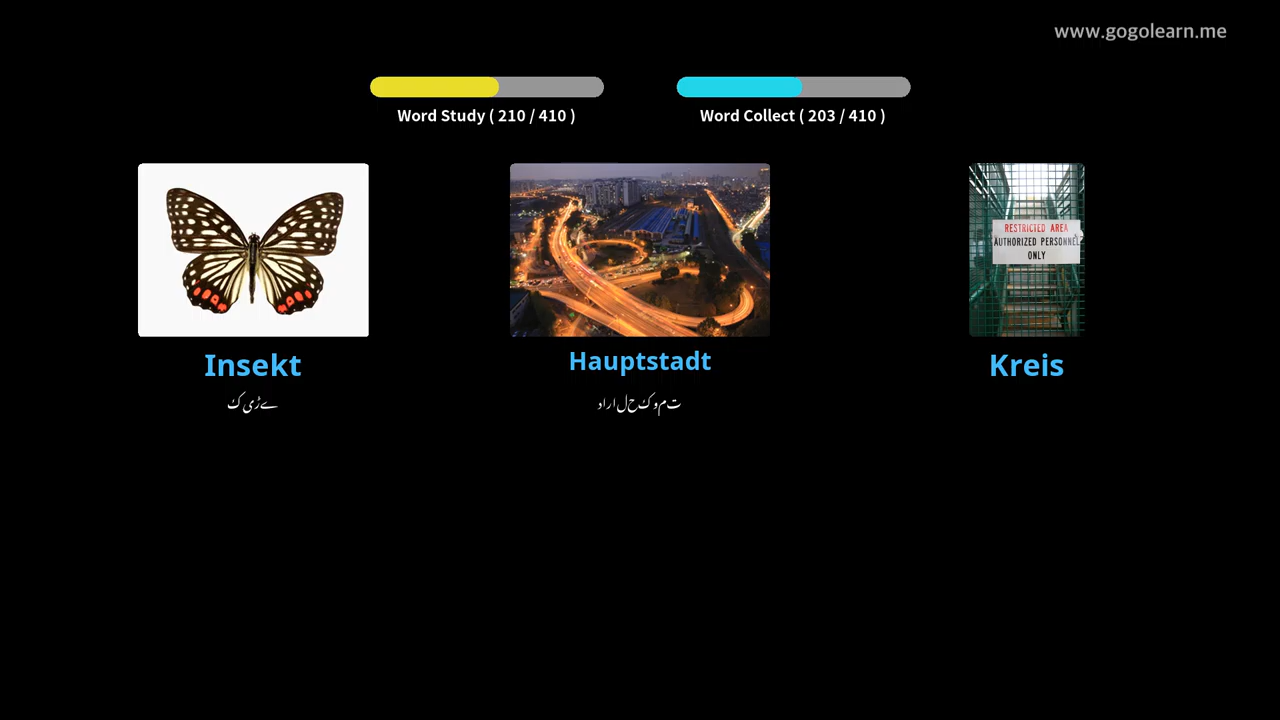 www.gogolearn.me
Word Study ( 210 / 410 )
Word Collect ( 203 / 410 )
RESTRICTED AREA
AUTHORIZED PERSONNEL
ONLY
Insekt
Hauptstadt
Kreis
کیڑے
دارالحکومت